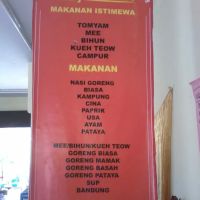 MAKANAN ISTIMEWA
TOMYAM
MEE
BIHUN
KUEH TEOW
CAMPUR
MAKANAN
NASI GORENG
BIASA
KAMPUNG
CINA
PAPRIK
USA
AYAM
PATAYA
MEE/BIHUN/KUEH TEOW
GORENG BIASA
GORENG MAMAK
GORENG BASAH
GORENG PATAYA
SUP
BANDUNG